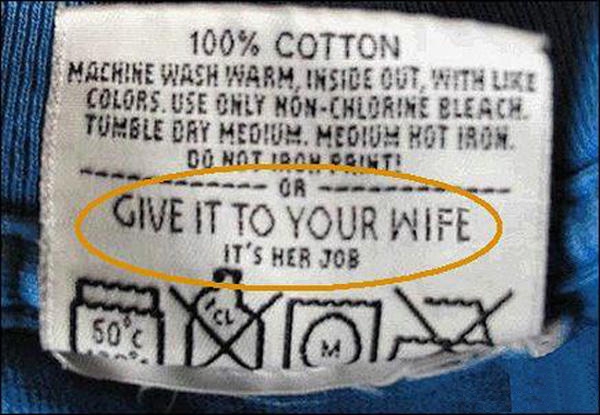 100% COTTON
MACHINE WASH WARM, INSIDE OUT, WITH LIKE
COLORS. USE ONLY NON-CHLORINE BLEACH.
TUMBLE DRY MEDIUM. MEDIUM HOT IRON.
DO NOT IRON PRINT!
OR
GIVE IT TO YOUR WIFE
IT'S HER JOB
60°C CL M